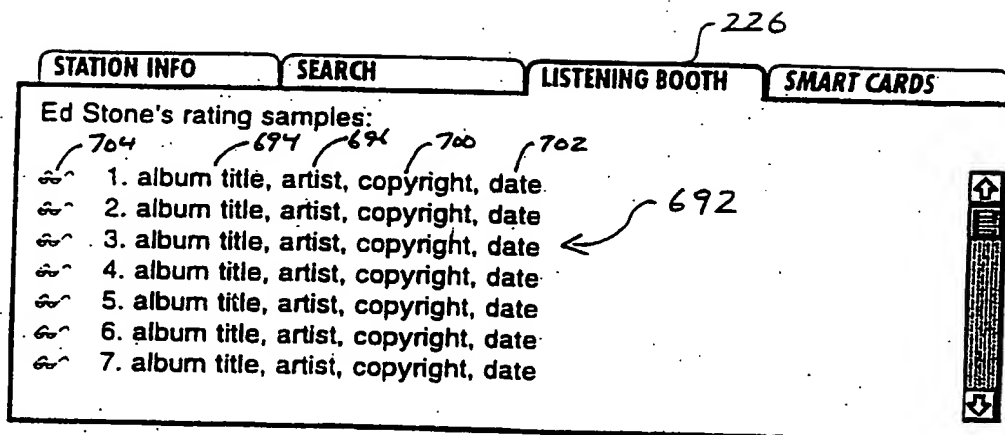 226
STATION INFO SEARCH LISTENING BOOTH SMART CARDS
Ed Stone's rating samples:
704 694 696 700 702
1. album title, artist, copyright, date
692
2. album title, artist, copyright, date
3. album title, artist, copyright, date
4. album title, artist, copyright, date
5. album title, artist, copyright, date
6. album title, artist, copyright, date
7. album title, artist, copyright, date